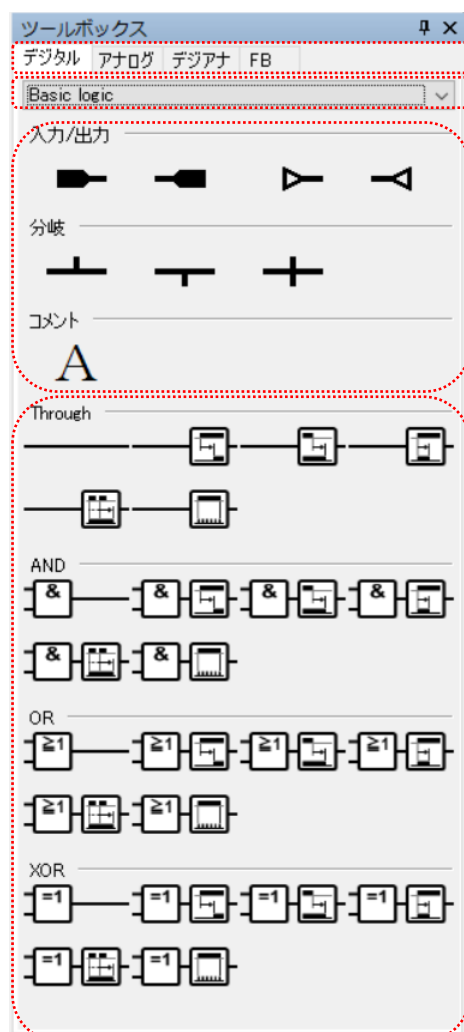 ツールボックス
デジタル アナログ デジアナ FB
Basic logic
入力/出力
分岐
コメント
A
Through
AND
& & & &
& &
OR
≧1 ≧1 ≧1 ≧1
≧1 ≧1
XOR
=1 =1 =1 =1
=1 =1